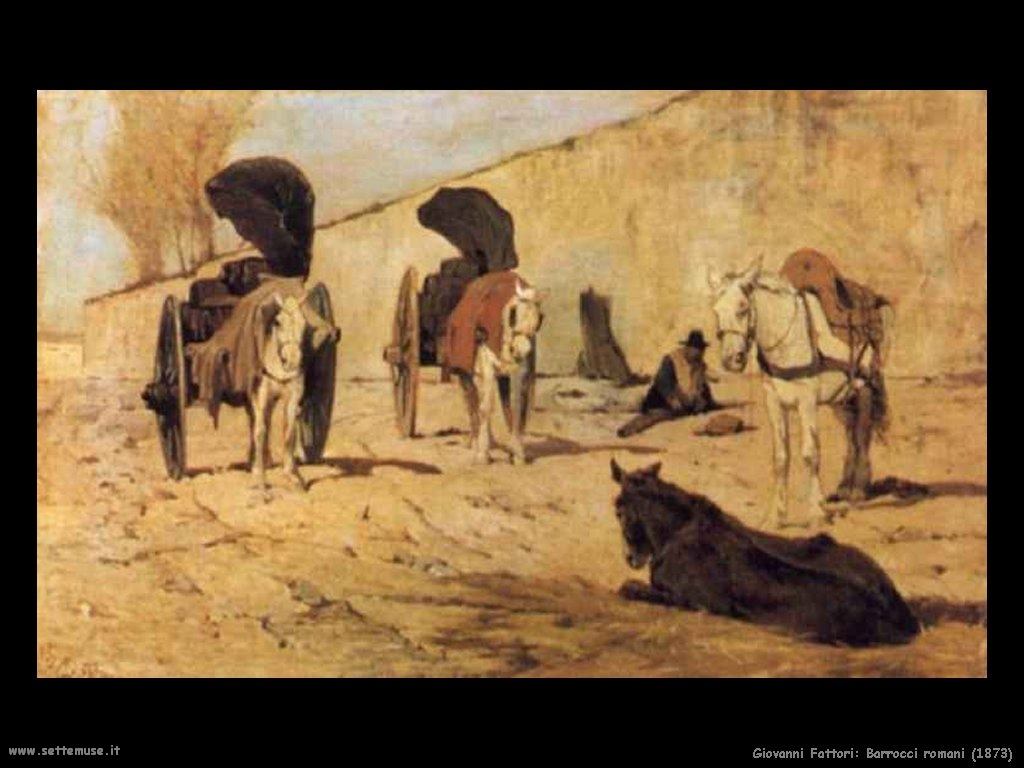 www.settemuse.it
Giovanni Fattori: Barrocci romani (1873)